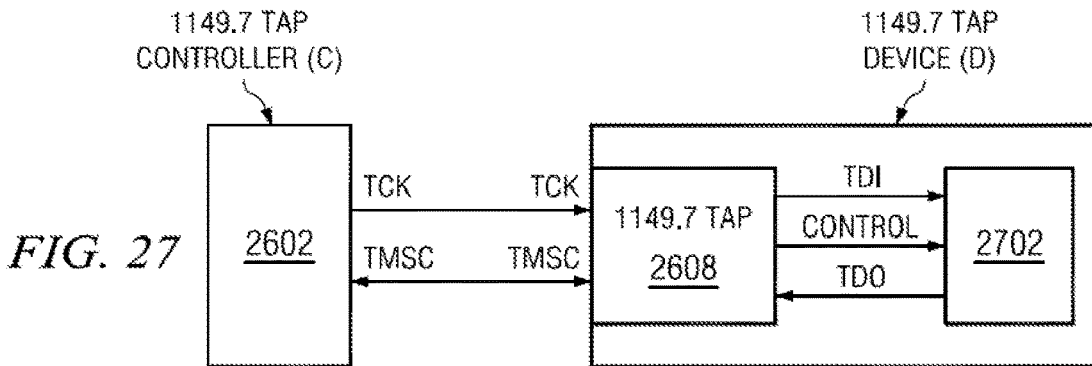 1149.7 TAP
CONTROLLER (C)
1149.7 TAP
DEVICE (D)
FIG. 27
2602
TCK
TCK
TMSC
TMSC
1149.7 TAP
2608
TDI
CONTROL
TDO
2702